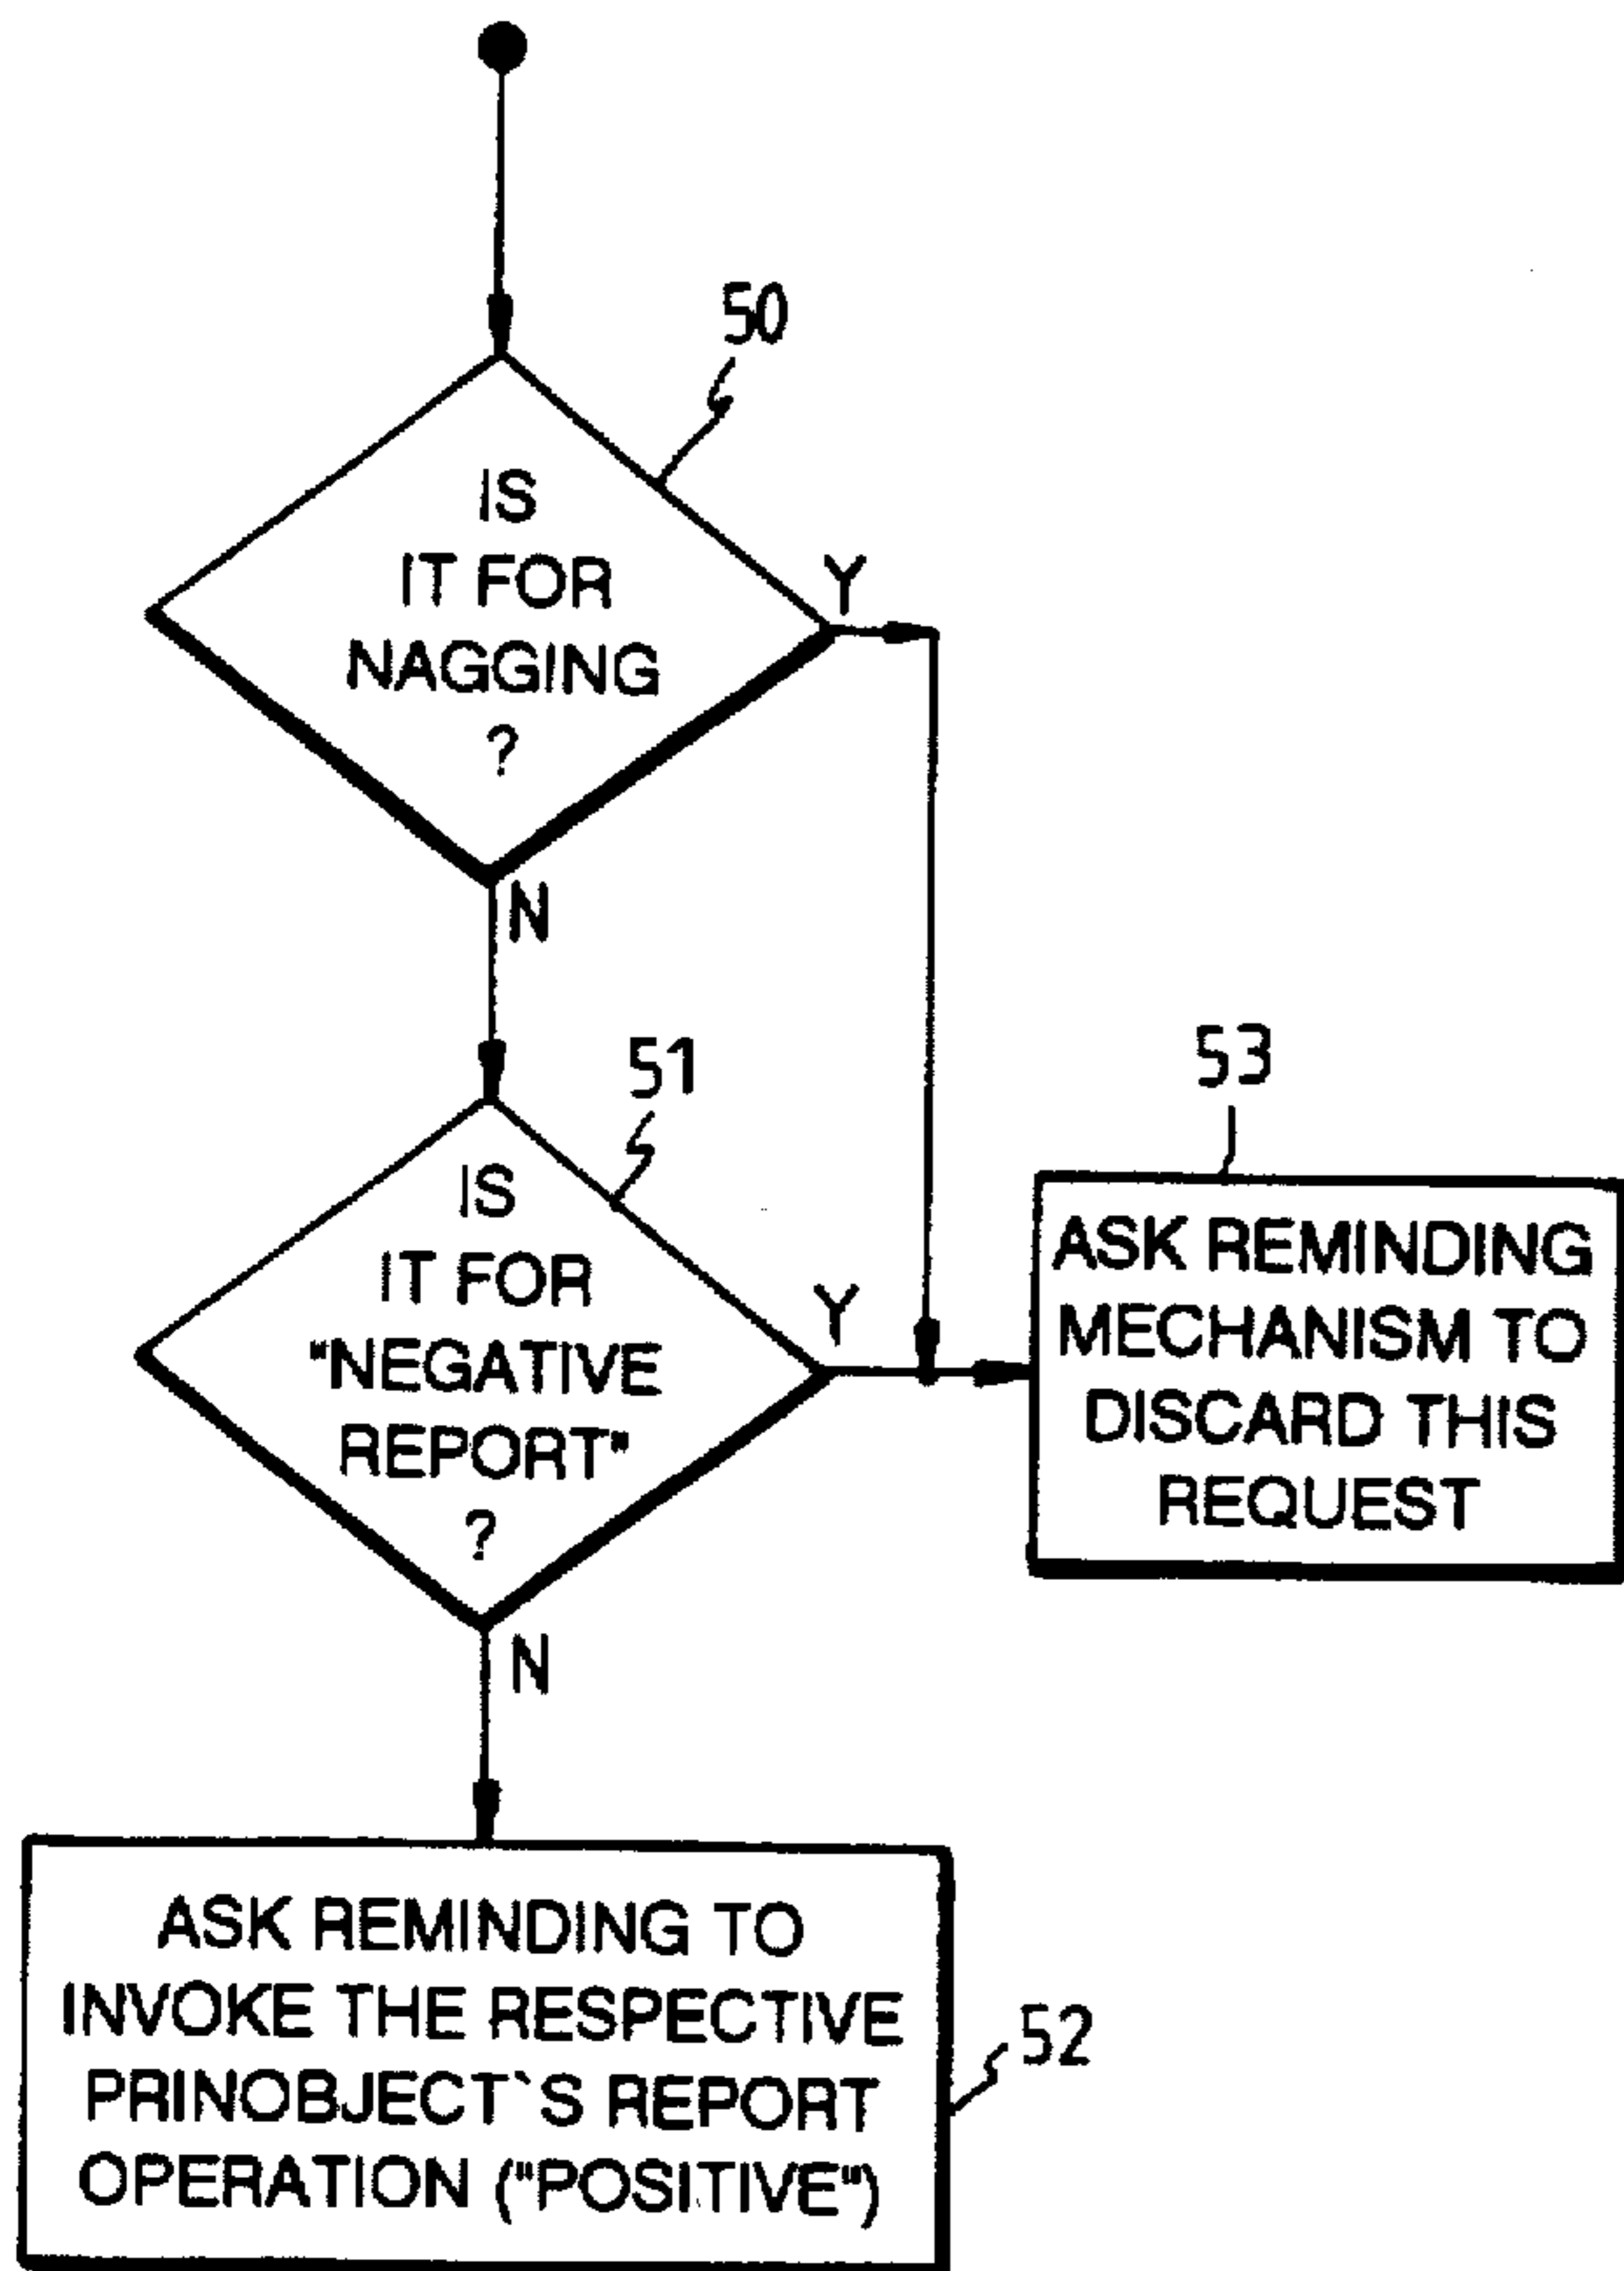 50
IS
IT FOR
NAGGING
?
Y
N
51
IS
IT FOR
"NEGATIVE
REPORT"
?
Y
N
53
ASK REMINDING
MECHANISM TO
DISCARD THIS
REQUEST
ASK REMINDING TO
INVOKE THE RESPECTIVE
PRINOBJECT`S REPORT
OPERATION ("POSITIVE")
52